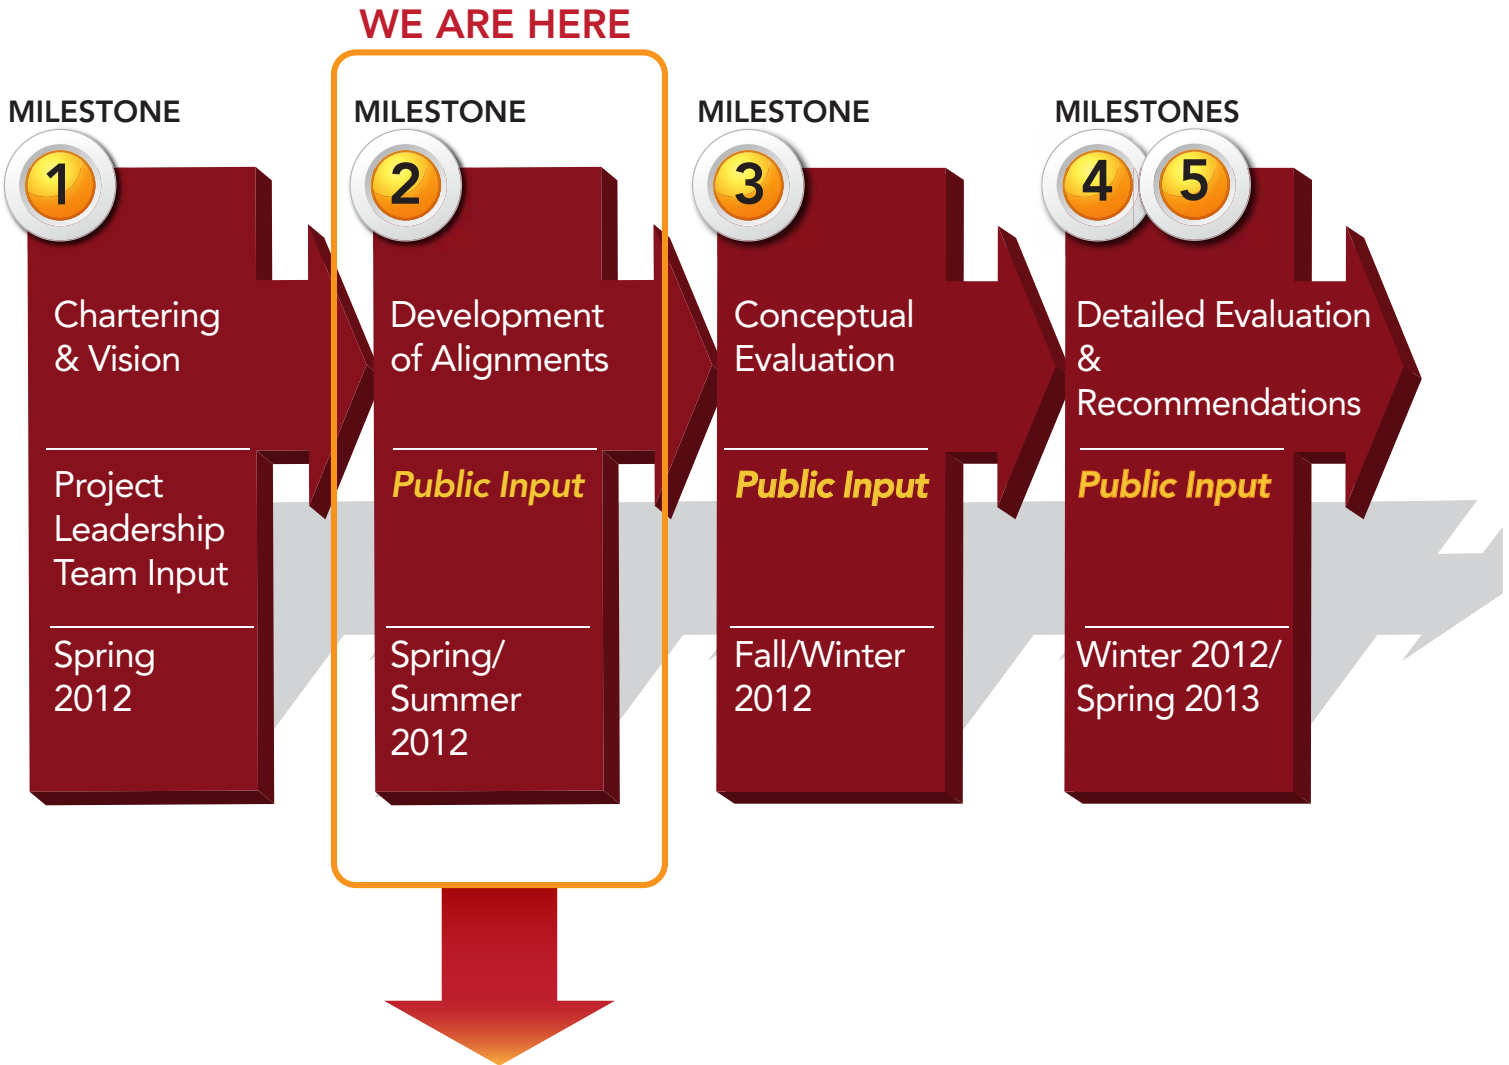 WE ARE HERE
MILESTONE
1
Chartering
& Vision
Project
Leadership
Team Input
Spring
2012
MILESTONE
2
Development
of Alignments
Public Input
Spring/
Summer
2012
MILESTONE
3
Conceptual
Evaluation
Public Input
Fall/Winter
2012
MILESTONES
4 5
Detailed Evaluation
&
Recommendations
Public Input
Winter 2012/
Spring 2013